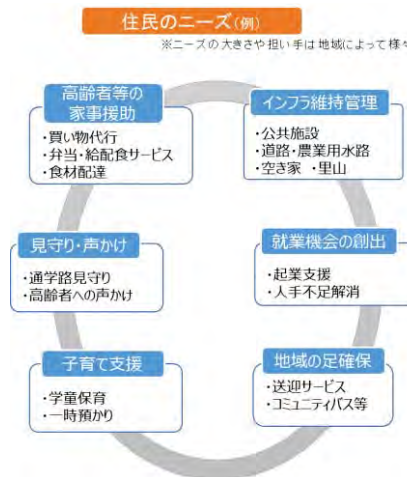 住民のニーズ(例)
※ニーズの大きさや担い手は地域によって様々
高齢者等の
家事援助
・買い物代行
・弁当・給配食サービス
・食材配達
インフラ維持管理
・公共施設
・道路・農業用水路
・空き家 ・里山
見守り・声かけ
・通学路見守り
・高齢者への声かけ
就業機会の創出
・起業支援
・人手不足解消
子育て支援
・学童保育
・一時預かり
地域の足確保
・送迎サービス
・コミュニティバス等